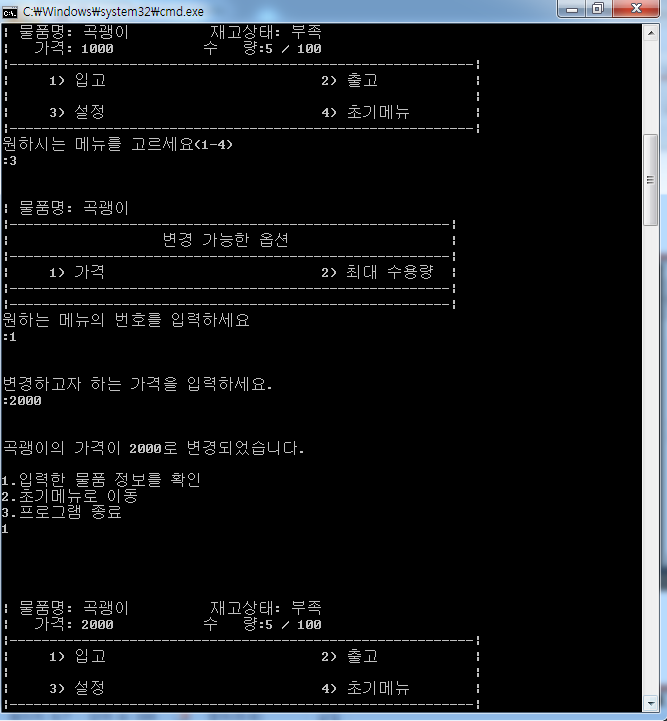 C:₩Windows₩system32₩cmd.exe
¦ 물품명: 곡괭이 재고상태: 부족
¦ 가격: 1000 수 량:5 / 100
¦----------------------------------------------------------¦
¦ 1) 입고 2) 출고 ¦
¦ ¦
¦ 3) 설정 4) 초기메뉴 ¦
¦----------------------------------------------------------¦
원하시는 메뉴를 고르세요(1-4)
:3
¦ 물품명: 곡괭이
¦-------------------------------------------------------¦
¦ 변경 가능한 옵션 ¦
¦-------------------------------------------------------¦
¦ 1) 가격 2) 최대 수용량 ¦
¦-------------------------------------------------------¦
¦-------------------------------------------------------¦
원하는 메뉴의 번호를 입력하세요
:1
변경하고자 하는 가격을 입력하세요.
:2000
곡괭이의 가격이 2000로 변경되었습니다.
1.입력한 물품 정보를 확인
2.초기메뉴로 이동
3.프로그램 종료
1
¦ 물품명: 곡괭이 재고상태: 부족
¦ 가격: 2000 수 량:5 / 100
¦----------------------------------------------------------¦
¦ 1) 입고 2) 출고 ¦
¦ ¦
¦ 3) 설정 4) 초기메뉴 ¦
¦----------------------------------------------------------¦